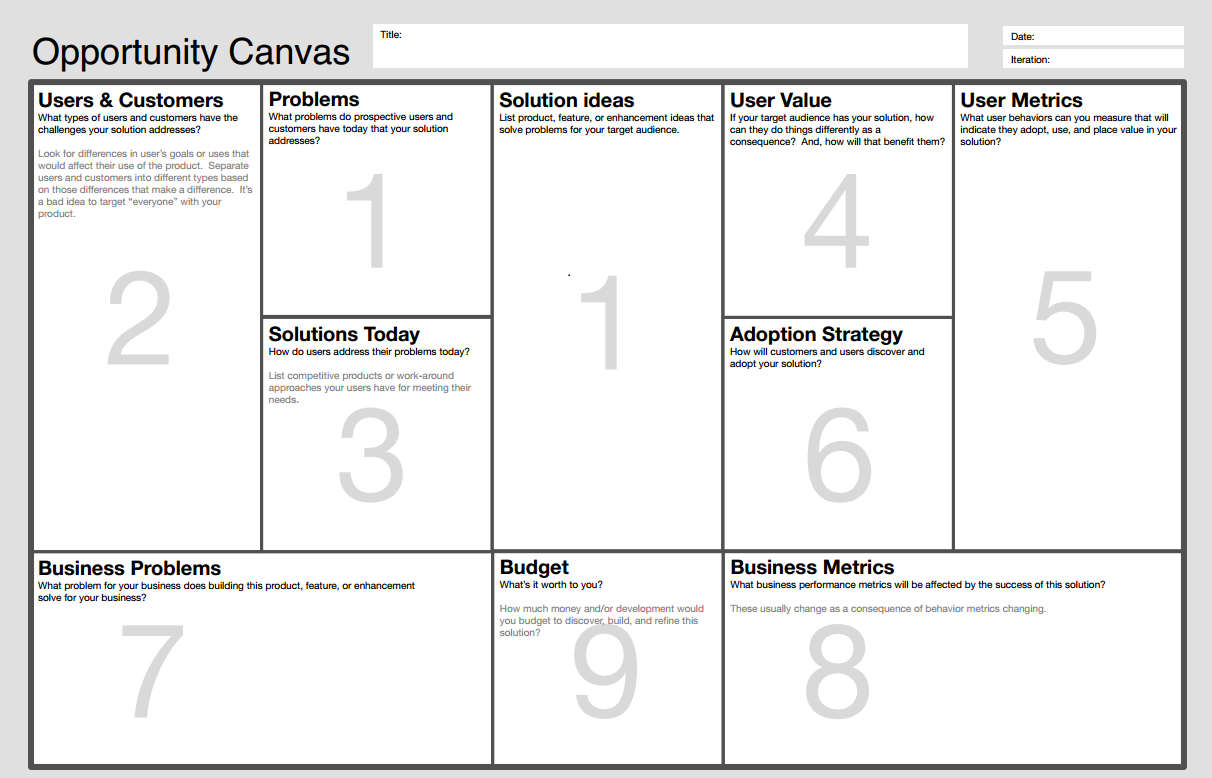 Opportunity Canvas
Title:
Date:
Iteration:
Users & Customers
What types of users and customers have the
challenges your solution addresses?
Look for differences in user's goals or uses that
would affect their use of the product.  Separate
users and customers into different types based
on those differences that make a difference.  It's
a bad idea to target “everyone” with your
product.
2
Problems
What problems do prospective users and
customers have today that your solution
addresses?
1
Solutions Today
How do users address their problems today?
List competitive products or work-around
approaches your users have for meeting their
needs.
3
Solution ideas
List product, feature, or enhancement ideas that
solve problems for your target audience.
1
User Value
If your target audience has your solution, how
can they do things differently as a
consequence?  And, how will that benefit them?
4
Adoption Strategy
How will customers and users discover and
adopt your solution?
6
User Metrics
What user behaviors can you measure that will
indicate they adopt, use, and place value in your
solution?
5
Business Problems
What problem for your business does building this product, feature, or enhancement
solve for your business?
7
Budget
What's it worth to you?
How much money and/or development would
you budget to discover, build, and refine this
solution?
9
Business Metrics
What business performance metrics will be affected by the success of this solution?
These usually change as a consequence of behavior metrics changing.
8